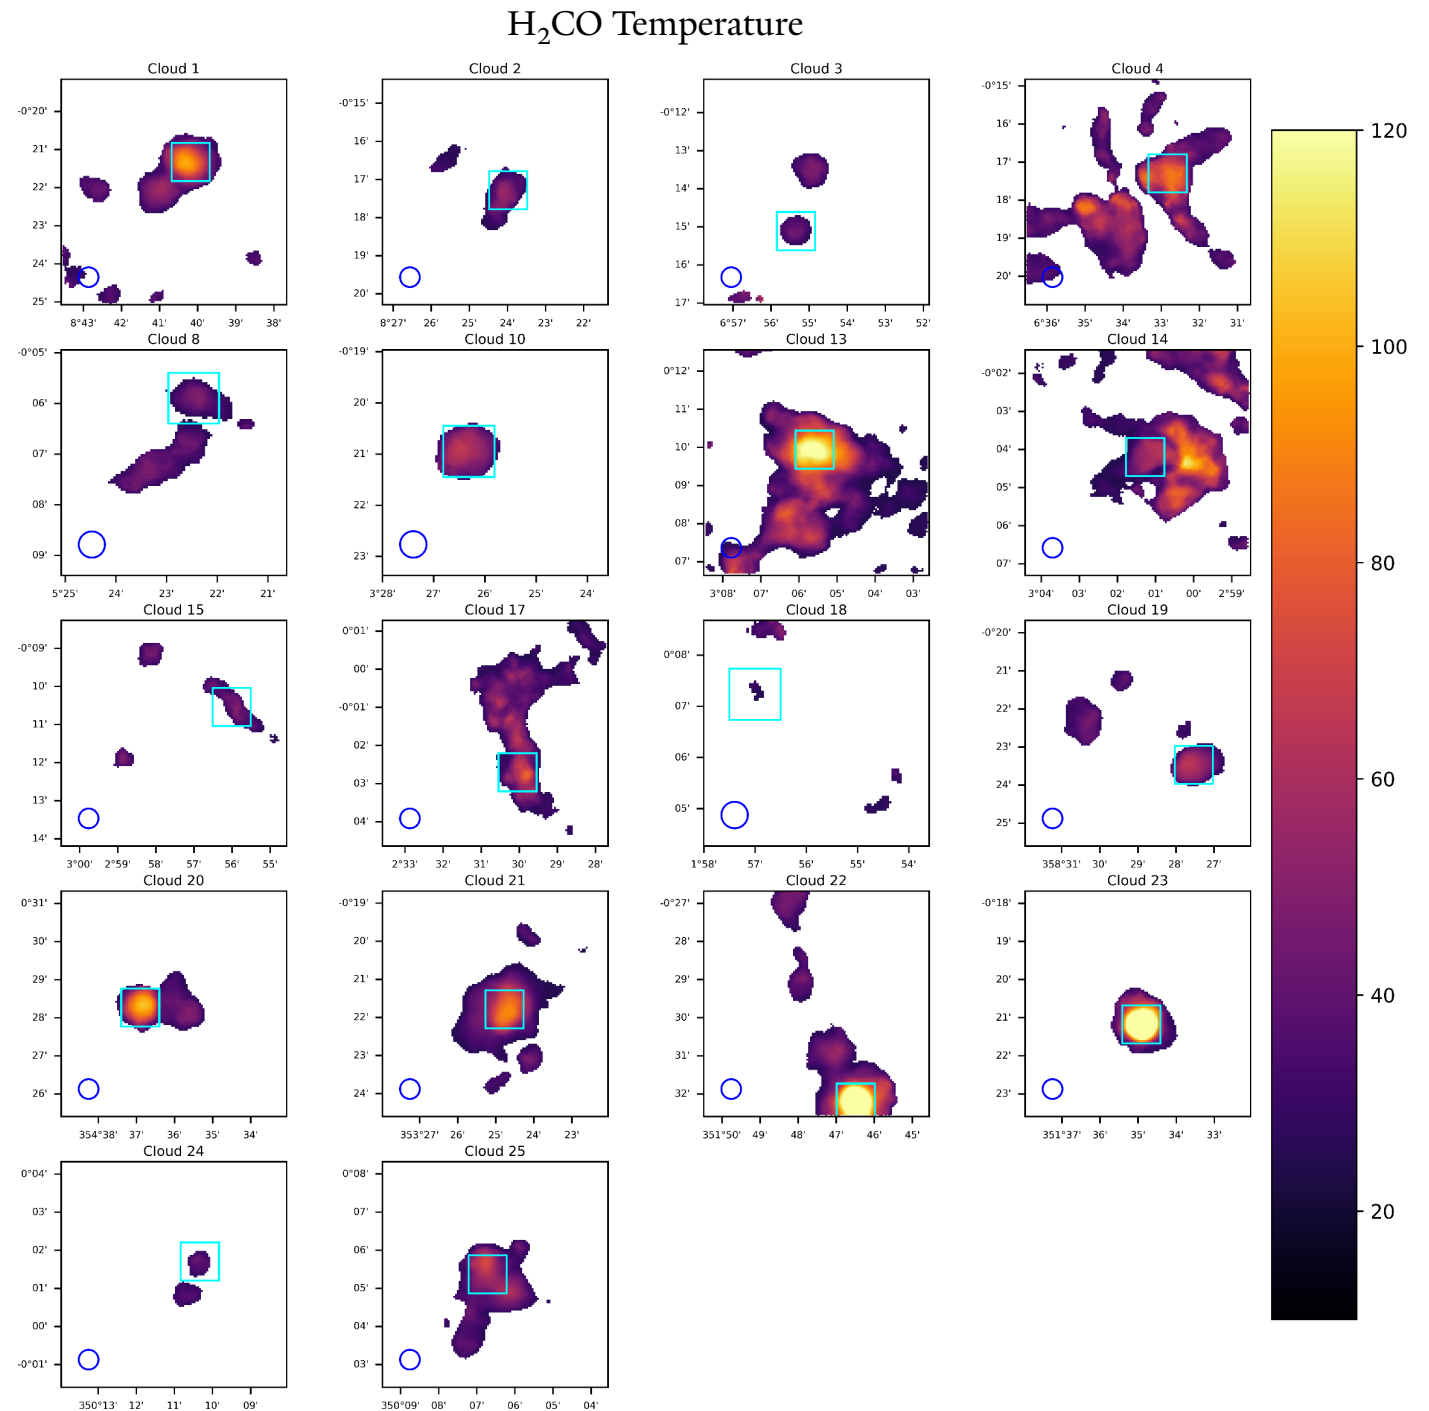 H₂CO Temperature
Cloud 1 Cloud 2 Cloud 3 Cloud 4
-0°20' 21' 22' 23' 24' 25'
8°43' 42' 41' 40' 39' 38'
-0°15' 16' 17' 18' 19' 20'
8°27' 26' 25' 24' 23' 22'
-0°12' 13' 14' 15' 16' 17'
6°57' 56' 55' 54' 53' 52'
-0°15' 16' 17' 18' 19' 20'
6°36' 35' 34' 33' 32' 31'
Cloud 8 Cloud 10 Cloud 13 Cloud 14
-0°05' 06' 07' 08' 09'
5°25' 24' 23' 22' 21'
-0°19' 20' 21' 22' 23'
3°28' 27' 26' 25' 24'
0°12' 11' 10' 09' 08' 07'
3°08' 07' 06' 05' 04' 03'
-0°02' 03' 04' 05' 06' 07'
3°04' 03' 02' 01' 00' 2°59'
Cloud 15 Cloud 17 Cloud 18 Cloud 19
-0°09' 10' 11' 12' 13' 14'
3°00' 2°59' 58' 57' 56' 55'
0°01' 00' -0°01' 02' 03' 04'
2°33' 32' 31' 30' 29' 28'
0°08' 07' 06' 05'
1°58' 57' 56' 55' 54'
-0°20' 21' 22' 23' 24' 25'
358°31' 30' 29' 28' 27'
Cloud 20 Cloud 21 Cloud 22 Cloud 23
0°31' 30' 29' 28' 27' 26'
354°38' 37' 36' 35' 34'
-0°19' 20' 21' 22' 23' 24'
353°27' 26' 25' 24' 23'
-0°27' 28' 29' 30' 31' 32'
351°50' 49' 48' 47' 46' 45'
-0°18' 19' 20' 21' 22' 23'
351°37' 36' 35' 34' 33'
Cloud 24 Cloud 25
0°04' 03' 02' 01' 00' -0°01'
350°13' 12' 11' 10' 09'
0°08' 07' 06' 05' 04' 03'
350°09' 08' 07' 06' 05' 04'
120
100
80
60
40
20